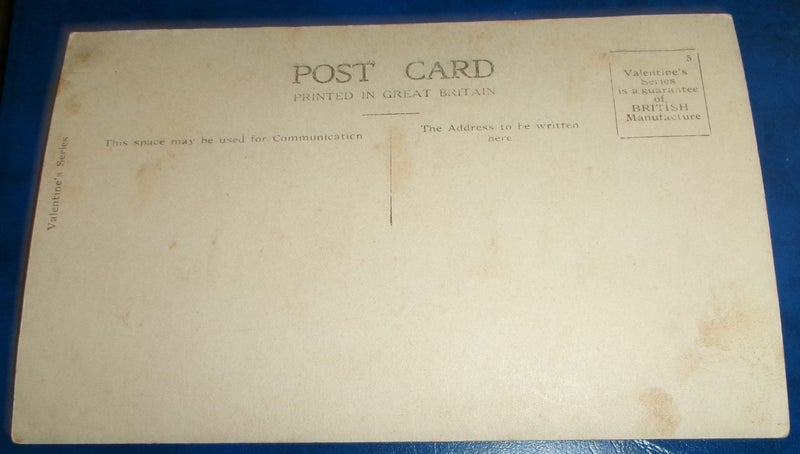 POST CARD
PRINTED IN GREAT BRITAIN
5
Valentine's
Series
is a guarantee
of
BRITISH
Manufacture
This space may be used for Communication
The Address to be written
here
Valentine's Series